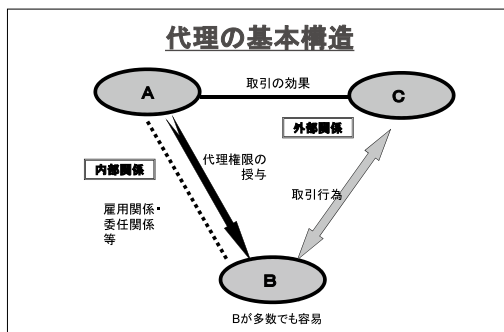 代理の基本構造
A
取引の効果
C
外部関係
内部関係
代理権限の
授与
雇用関係・
委任関係
等
取引行為
B
Bが多数でも容易